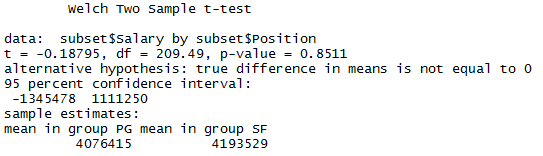 Welch Two Sample t-test
data:  subset$Salary by subset$Position
t = -0.18795, df = 209.49, p-value = 0.8511
alternative hypothesis: true difference in means is not equal to 0
95 percent confidence interval:
 -1345478  1111250
sample estimates:
mean in group PG mean in group SF
         4076415          4193529